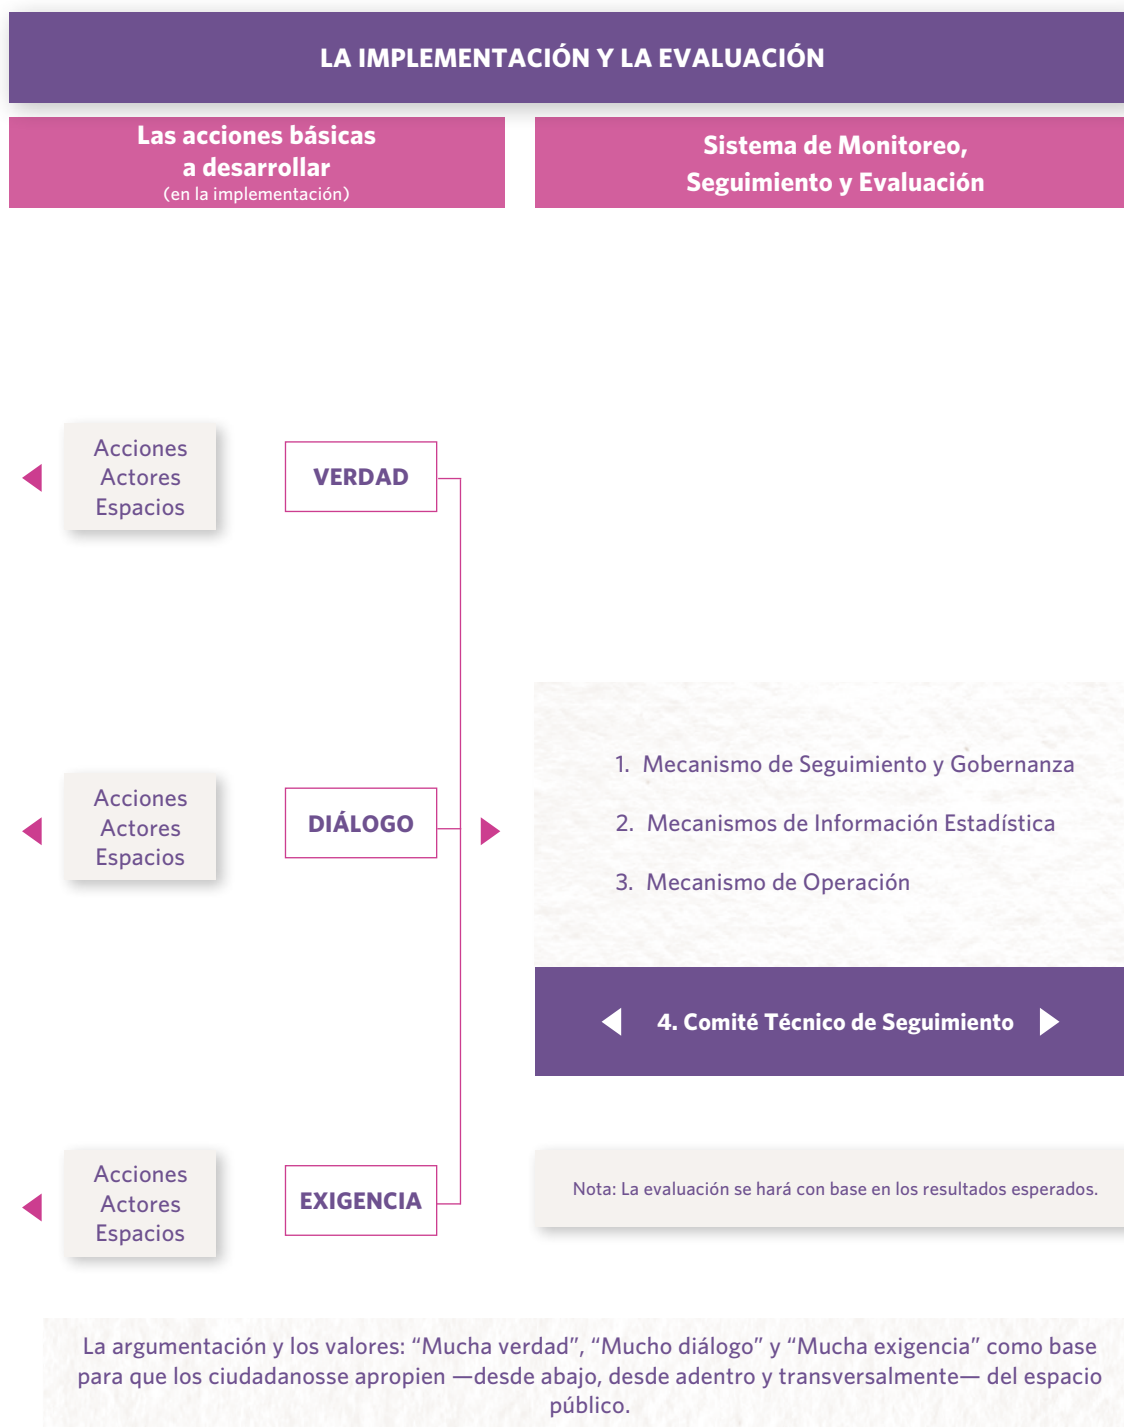 LA IMPLEMENTACIÓN Y LA EVALUACIÓN
Las acciones básicas
a desarrollar
(en la implementación)
Sistema de Monitoreo,
Seguimiento y Evaluación
Acciones
Actores
Espacios
VERDAD
Acciones
Actores
Espacios
DIÁLOGO
1. Mecanismo de Seguimiento y Gobernanza
2. Mecanismos de Información Estadística
3. Mecanismo de Operación
4. Comité Técnico de Seguimiento
Acciones
Actores
Espacios
EXIGENCIA
Nota: La evaluación se hará con base en los resultados esperados.
La argumentación y los valores: “Mucha verdad”, “Mucho diálogo” y “Mucha exigencia” como base
para que los ciudadanosse apropien —desde abajo, desde adentro y transversalmente— del espacio
público.